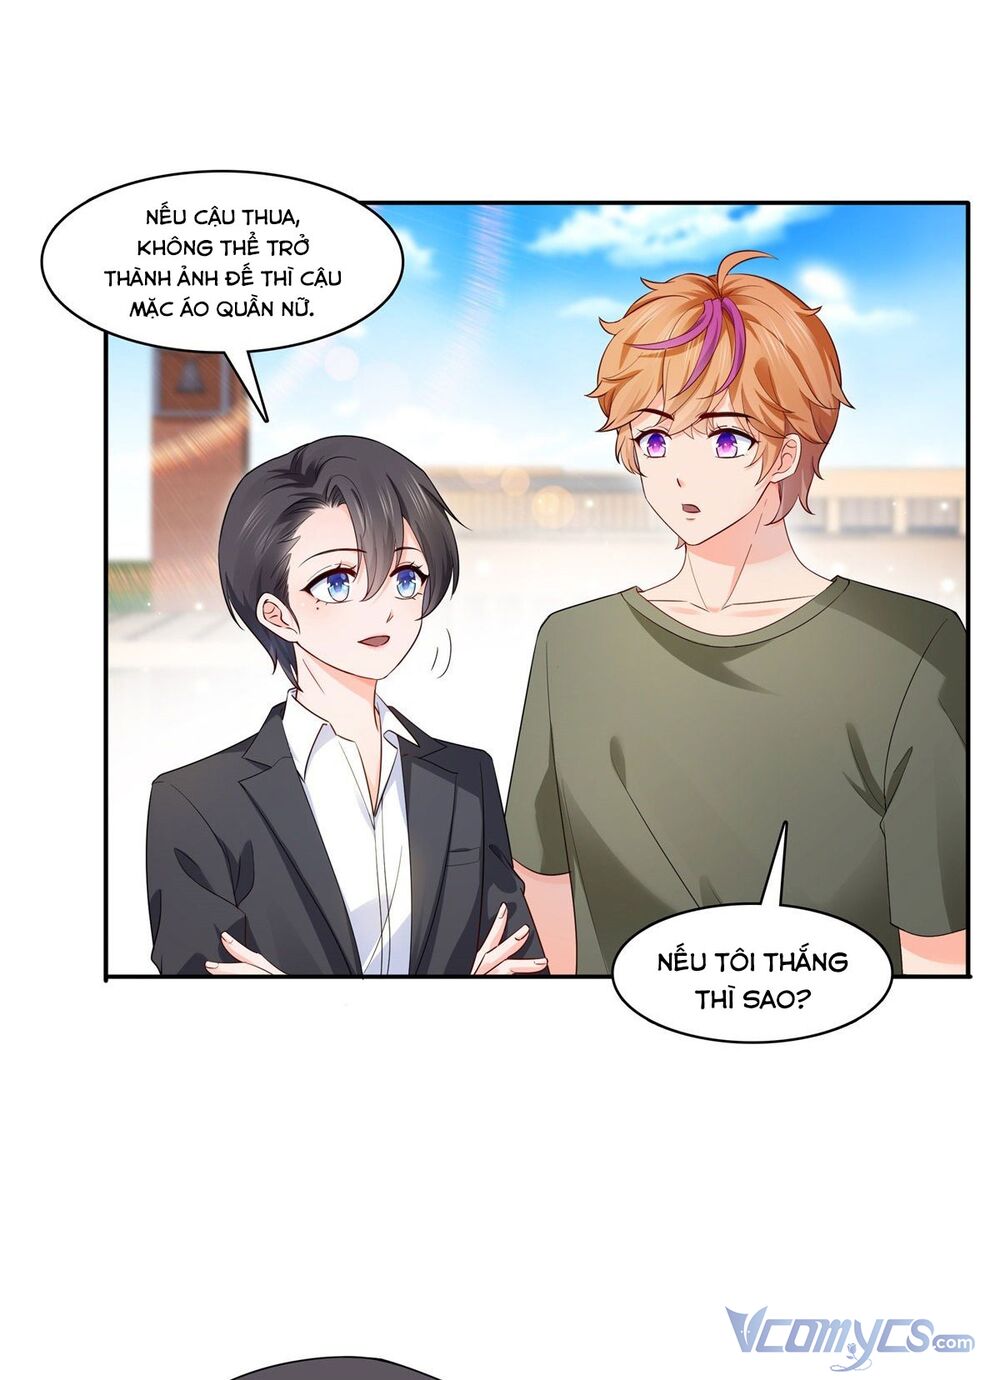 NẾU CẬU THUA,
KHÔNG THỂ TRỞ
THÀNH ẢNH ĐẾ THÌ CẬU
MẶC ÁO QUẦN NỮ.
NẾU TÔI THẮNG
THÌ SAO?
VCOMYCS.com